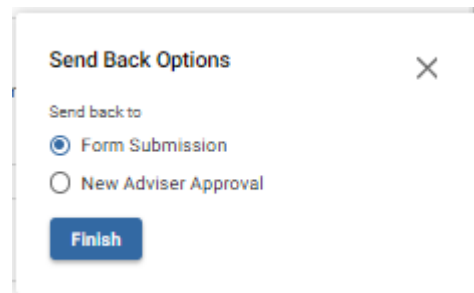 Send Back Options
Send back to
Form Submission
New Adviser Approval
Finish